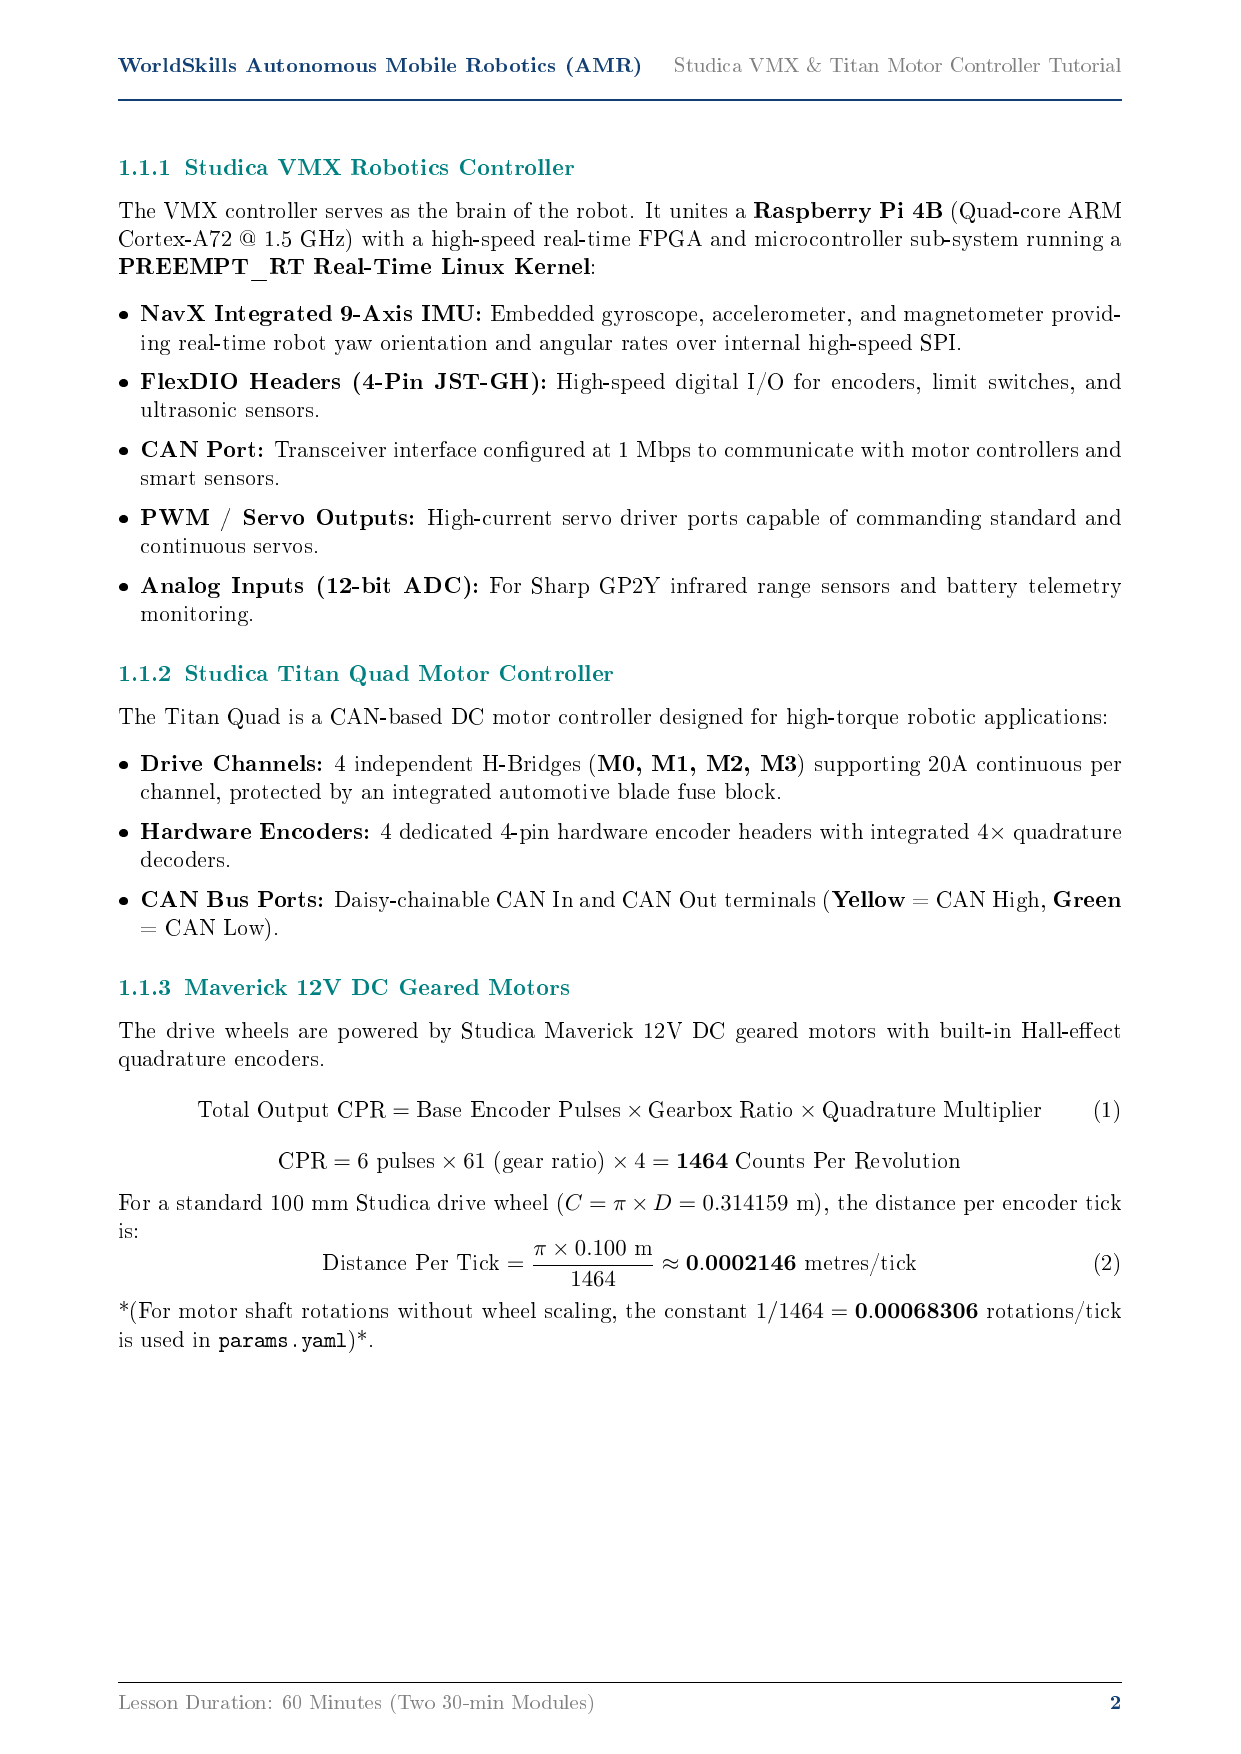 WorldSkills Autonomous Mobile Robotics (AMR) Studica VMX & Titan Motor Controller Tutorial
1.1.1 Studica VMX Robotics Controller
The VMX controller serves as the brain of the robot. It unites a Raspberry Pi 4B (Quad-core ARM
Cortex-A72 @ 1.5 GHz) with a high-speed real-time FPGA and microcontroller sub-system running a
PREEMPT_RT Real-Time Linux Kernel:
• NavX Integrated 9-Axis IMU: Embedded gyroscope, accelerometer, and magnetometer provid-
ing real-time robot yaw orientation and angular rates over internal high-speed SPI.
• FlexDIO Headers (4-Pin JST-GH): High-speed digital I/O for encoders, limit switches, and
ultrasonic sensors.
• CAN Port: Transceiver interface configured at 1 Mbps to communicate with motor controllers and
smart sensors.
• PWM / Servo Outputs: High-current servo driver ports capable of commanding standard and
continuous servos.
• Analog Inputs (12-bit ADC): For Sharp GP2Y infrared range sensors and battery telemetry
monitoring.
1.1.2 Studica Titan Quad Motor Controller
The Titan Quad is a CAN-based DC motor controller designed for high-torque robotic applications:
• Drive Channels: 4 independent H-Bridges (M0, M1, M2, M3) supporting 20A continuous per
channel, protected by an integrated automotive blade fuse block.
• Hardware Encoders: 4 dedicated 4-pin hardware encoder headers with integrated 4× quadrature
decoders.
• CAN Bus Ports: Daisy-chainable CAN In and CAN Out terminals (Yellow = CAN High, Green
= CAN Low).
1.1.3 Maverick 12V DC Geared Motors
The drive wheels are powered by Studica Maverick 12V DC geared motors with built-in Hall-effect
quadrature encoders.
Total Output CPR = Base Encoder Pulses × Gearbox Ratio × Quadrature Multiplier (1)
CPR = 6 pulses × 61 (gear ratio) × 4 = 1464 Counts Per Revolution
For a standard 100 mm Studica drive wheel (C = π × D = 0.314159 m), the distance per encoder tick
is:
Distance Per Tick = π × 0.100 m / 1464 ≈ 0.0002146 metres/tick (2)
*(For motor shaft rotations without wheel scaling, the constant 1/1464 = 0.00068306 rotations/tick
is used in params.yaml)*.
Lesson Duration: 60 Minutes (Two 30-min Modules) 2